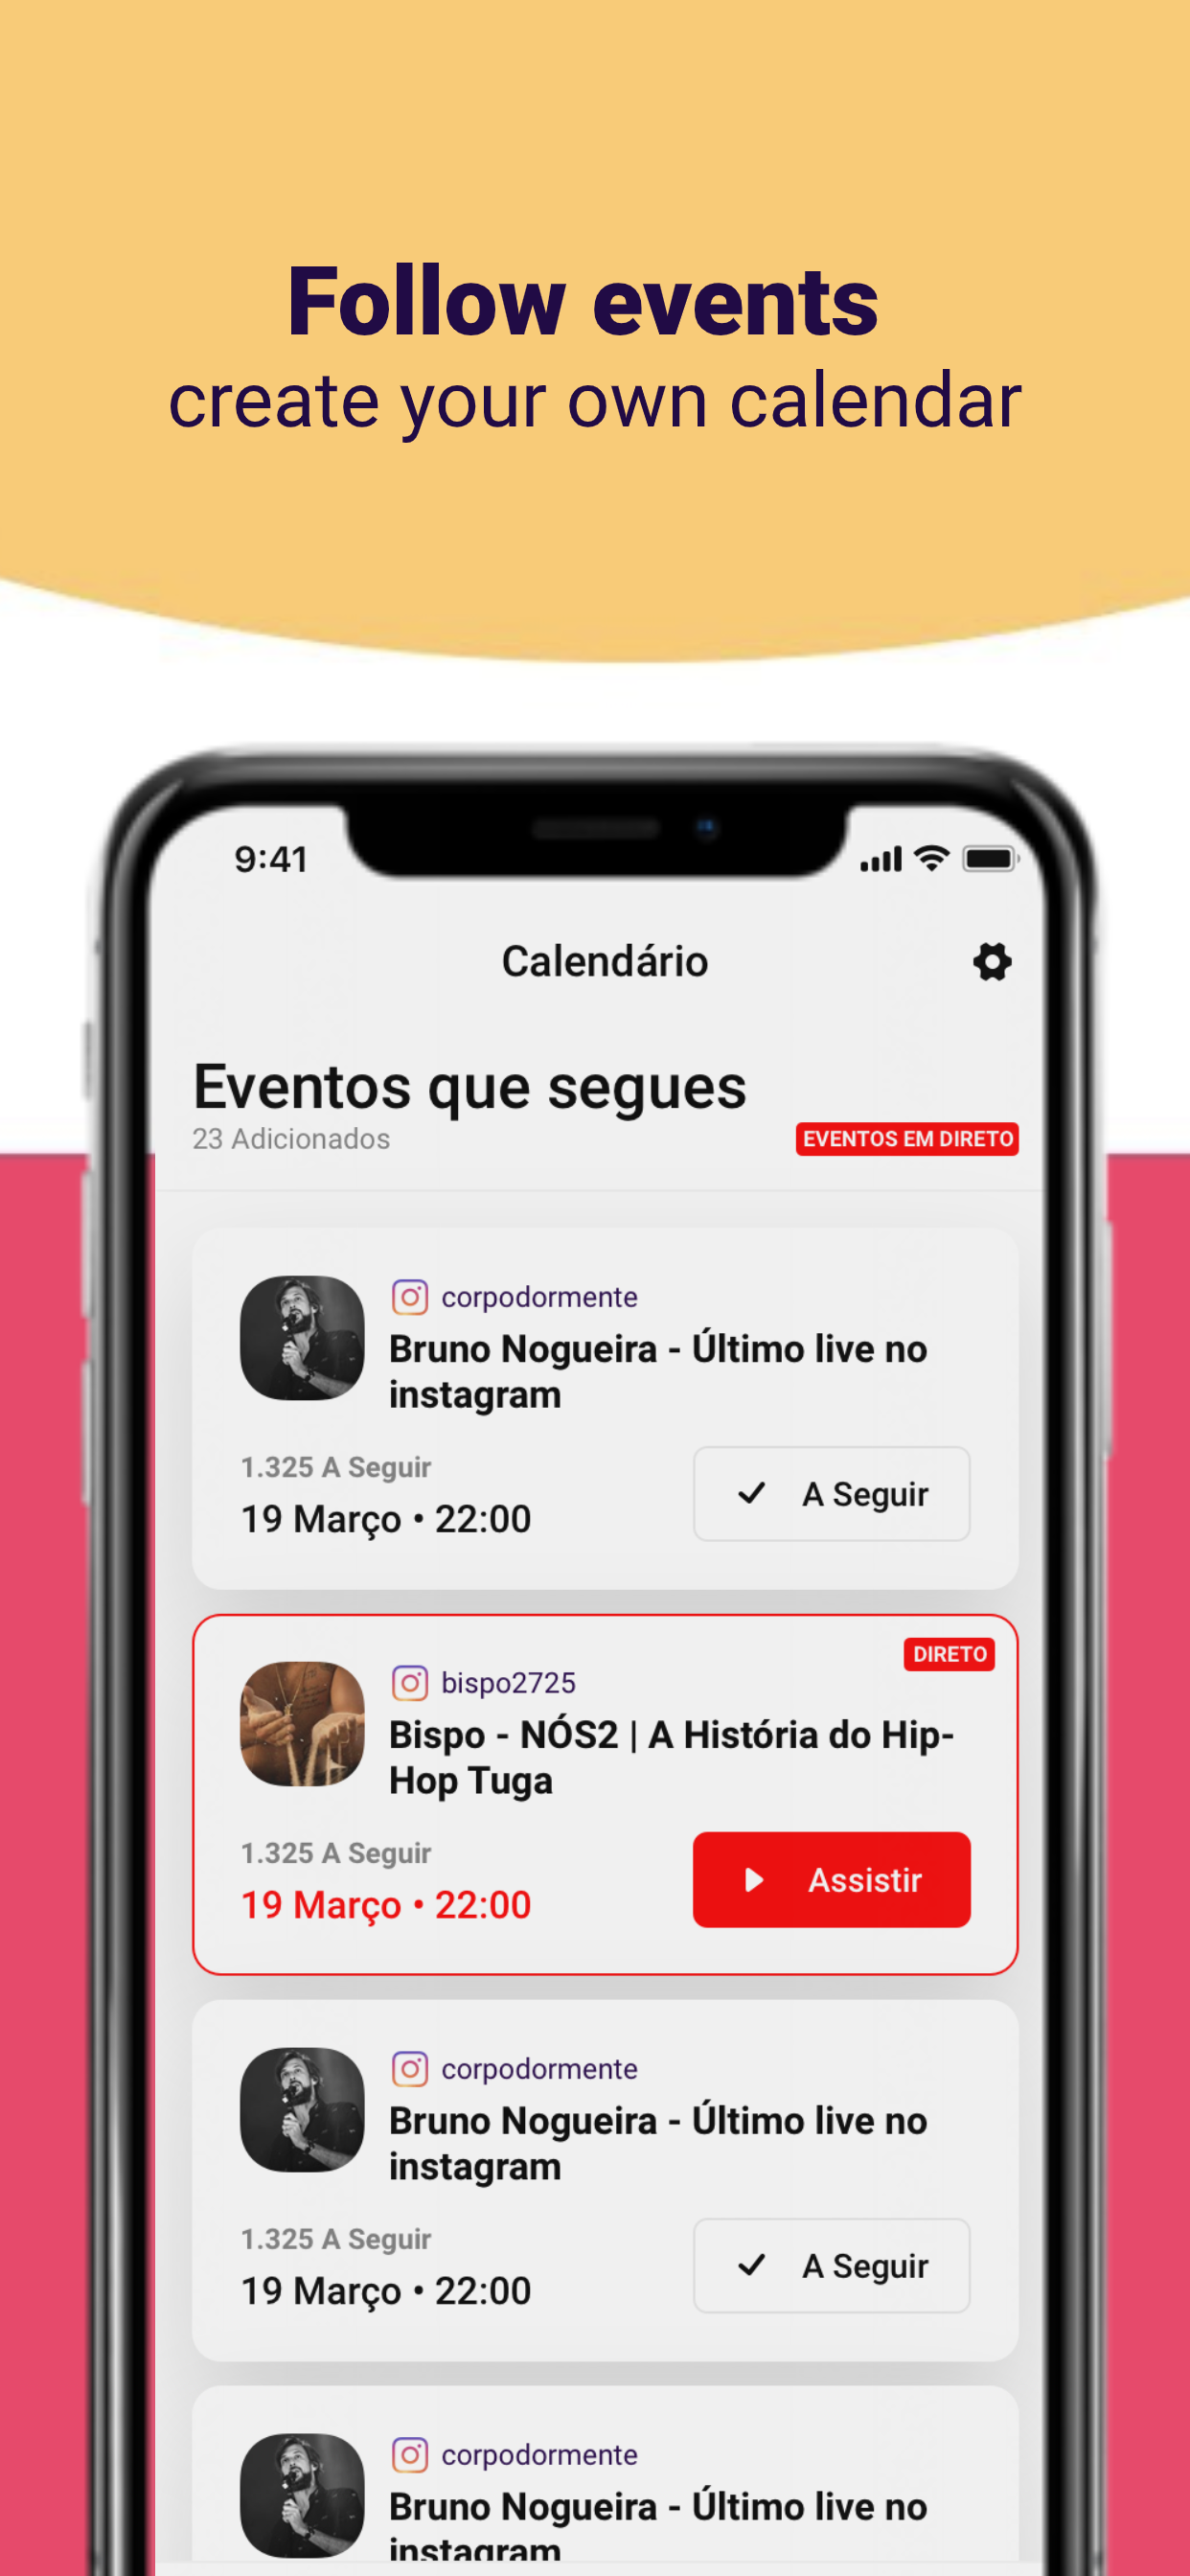 Follow events
create your own calendar
9:41
Calendário
Eventos que segues
23 Adicionados
EVENTOS EM DIRETO
corpodormente
Bruno Nogueira - Último live no
instagram
1.325 A Seguir
19 Março • 22:00
A Seguir
DIRETO
bispo2725
Bispo - NÓS2 | A História do Hip-
Hop Tuga
1.325 A Seguir
19 Março • 22:00
Assistir
corpodormente
Bruno Nogueira - Último live no
instagram
1.325 A Seguir
19 Março • 22:00
A Seguir
corpodormente
Bruno Nogueira - Último live no
instagram